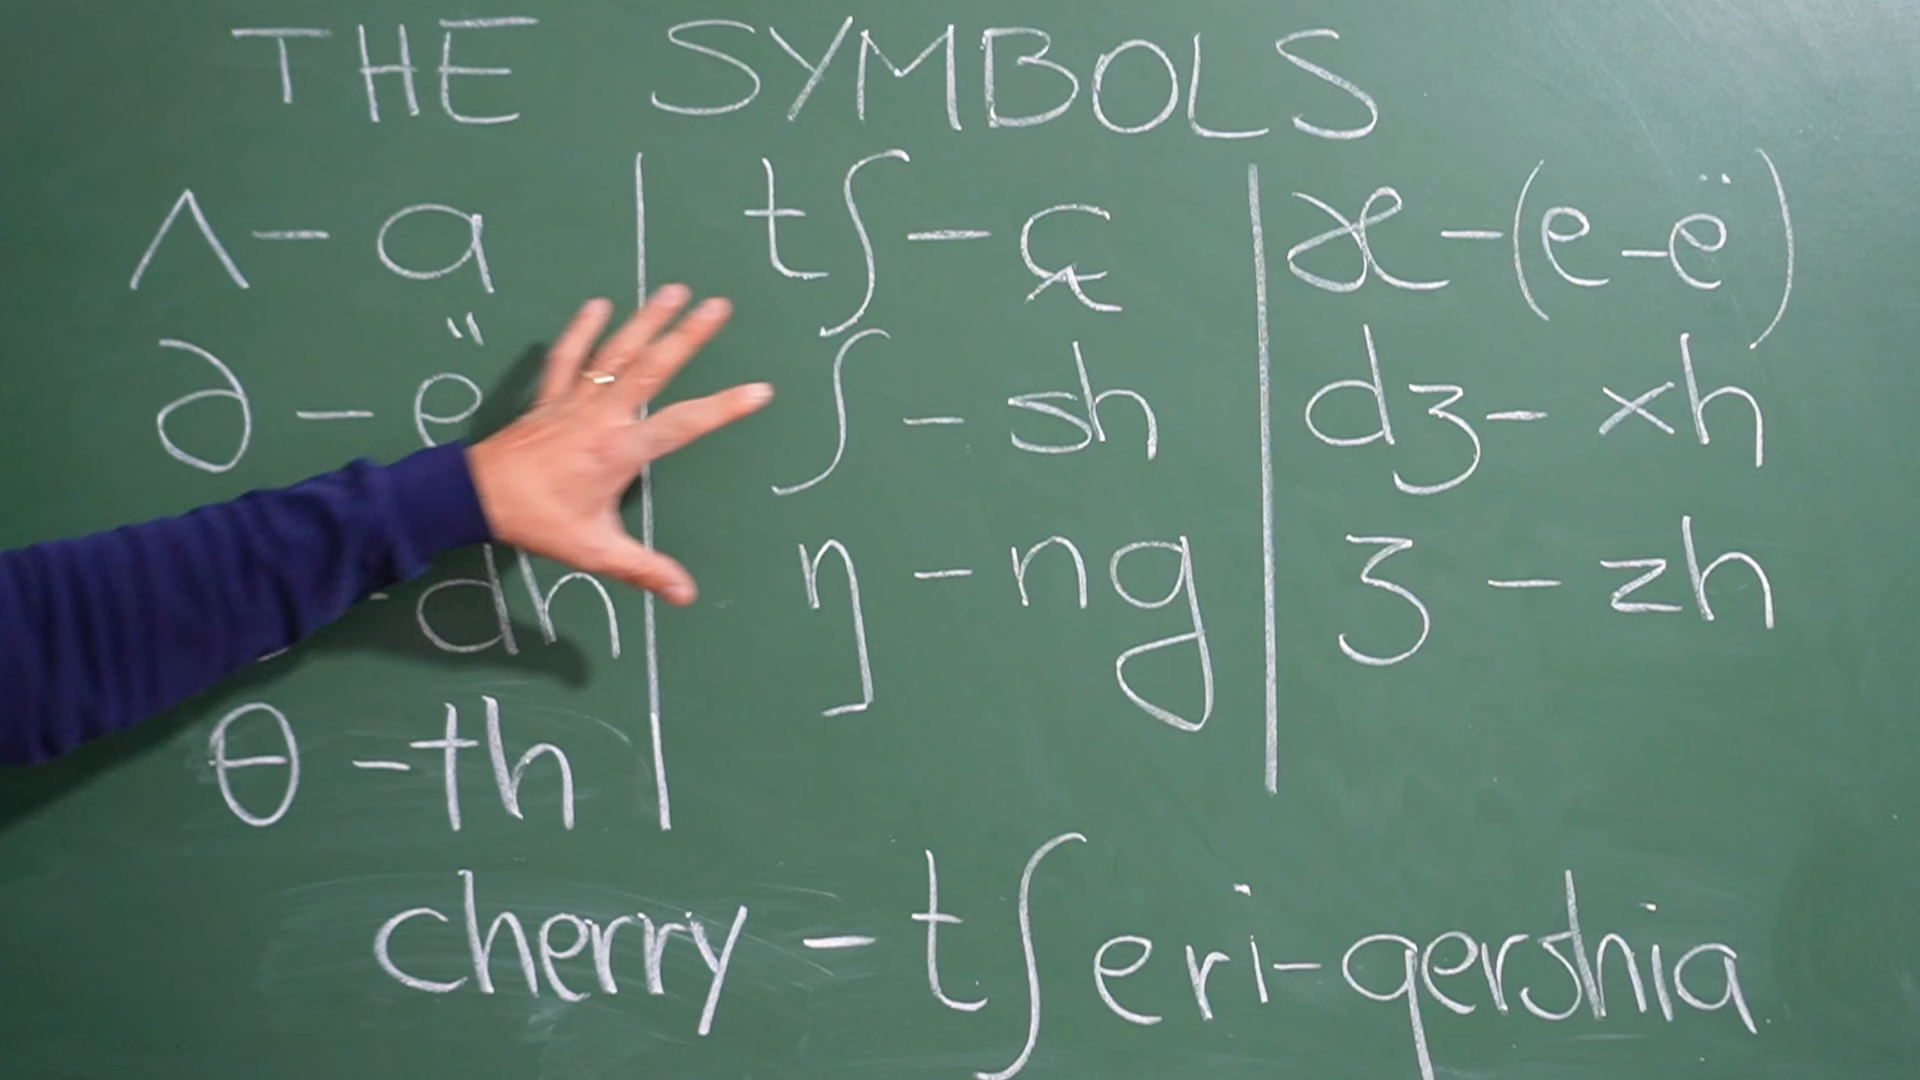 THE SYMBOLS
ʌ - a
ə - ë
- dh
θ - th
tʃ - ç
ʃ - sh
ŋ - ng
æ - (e - ë)
dʒ - xh
ʒ - zh
cherry - tʃeri - qershia